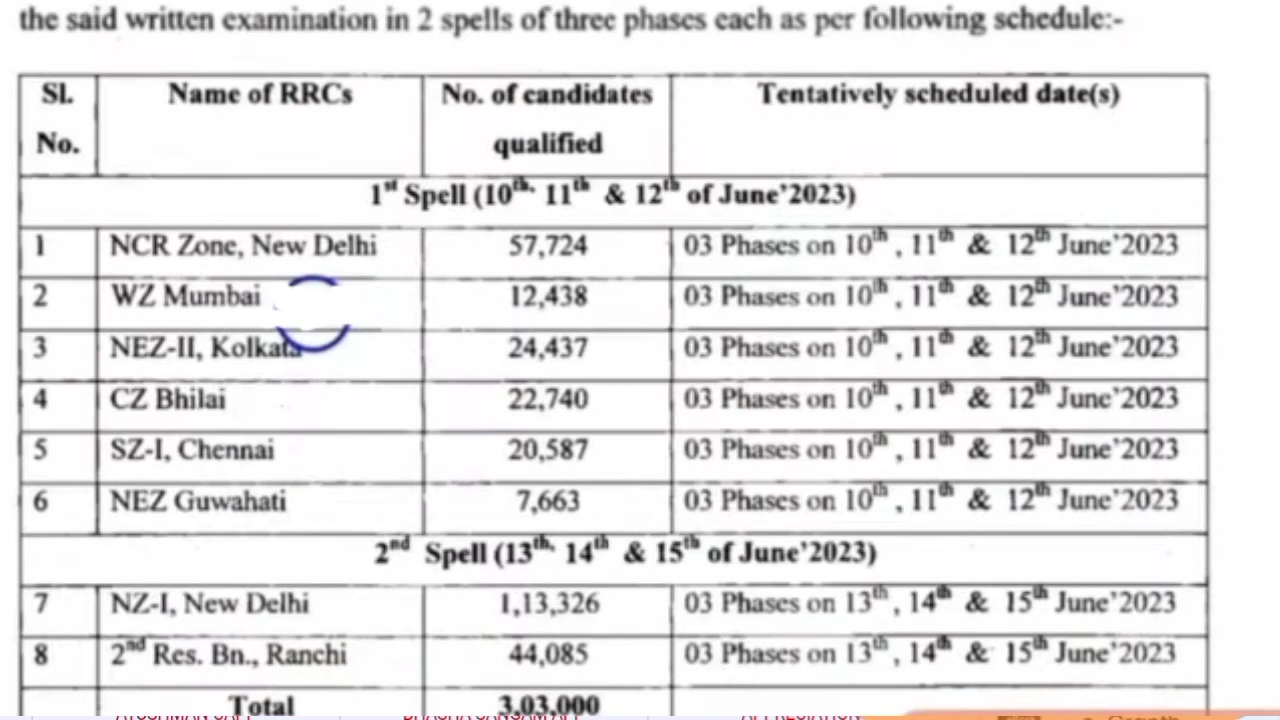 the said written examination in 2 spells of three phases each as per following schedule:-
Sl. No. Name of RRCs No. of candidates qualified Tentatively scheduled date(s)
1st Spell (10th, 11th & 12th of June'2023)
1 NCR Zone, New Delhi 57,724 03 Phases on 10th , 11th & 12th June'2023
2 WZ Mumbai 12,438 03 Phases on 10th , 11th & 12th June'2023
3 NEZ-II, Kolkata 24,437 03 Phases on 10th , 11th & 12th June'2023
4 CZ Bhilai 22,740 03 Phases on 10th , 11th & 12th June'2023
5 SZ-I, Chennai 20,587 03 Phases on 10th , 11th & 12th June'2023
6 NEZ Guwahati 7,663 03 Phases on 10th , 11th & 12th June'2023
2nd Spell (13th, 14th & 15th of June'2023)
7 NZ-I, New Delhi 1,13,326 03 Phases on 13th , 14th & 15th June'2023
8 2nd Res. Bn., Ranchi 44,085 03 Phases on 13th , 14th & 15th June'2023
Total 3,03,000